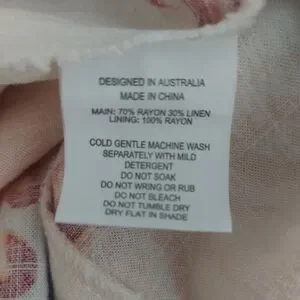 DESIGNED IN AUSTRALIA
MADE IN CHINA
MAIN: 70% RAYON 30% LINEN
LINING: 100% RAYON
COLD GENTLE MACHINE WASH
SEPARATELY WITH MILD
DETERGENT
DO NOT SOAK
DO NOT WRING OR RUB
DO NOT BLEACH
DO NOT TUMBLE DRY
DRY FLAT IN SHADE